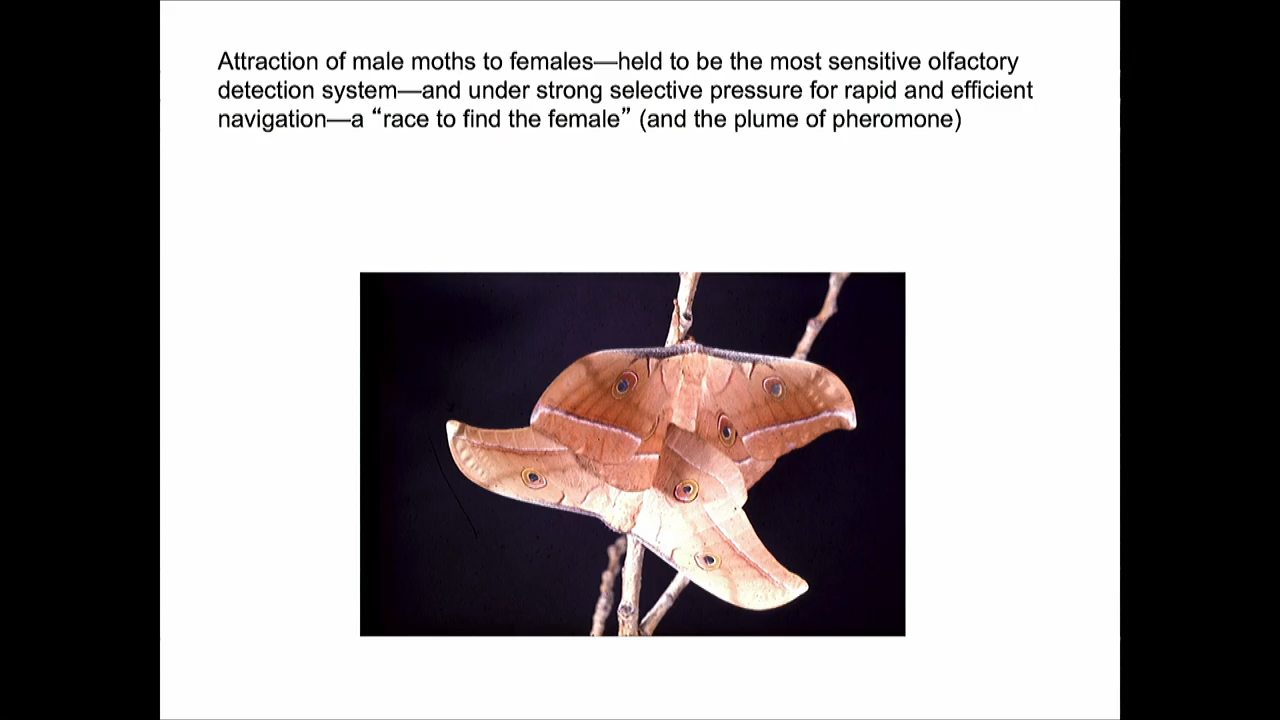 Attraction of male moths to females—held to be the most sensitive olfactory
detection system—and under strong selective pressure for rapid and efficient
navigation—a “race to find the female” (and the plume of pheromone)